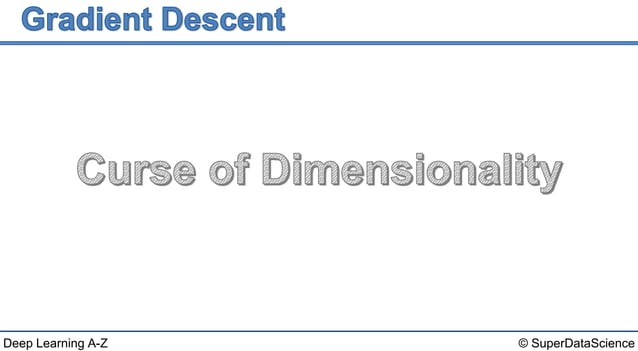 Gradient Descent
Curse of Dimensionality
Deep Learning A-Z
© SuperDataScience